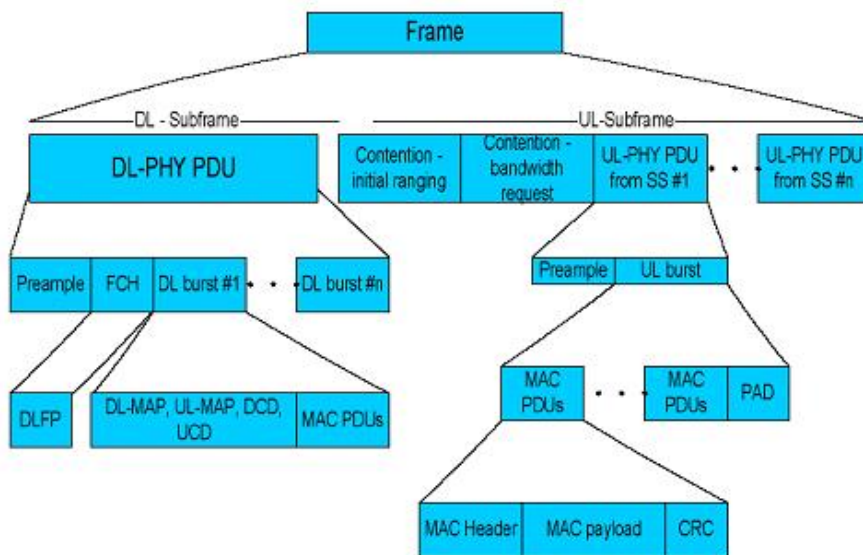 Frame
DL - Subframe
UL-Subframe
DL-PHY PDU
Contention -
initial ranging
Contention -
bandwidth
request
UL-PHY PDU
from SS #1
UL-PHY PDU
from SS #n
Preample
FCH
DL burst #1
DL burst #n
Preample
UL burst
DLFP
DL-MAP, UL-MAP, DCD,
UCD
MAC PDUs
MAC
PDUs
MAC
PDUs
PAD
MAC Header
MAC payload
CRC